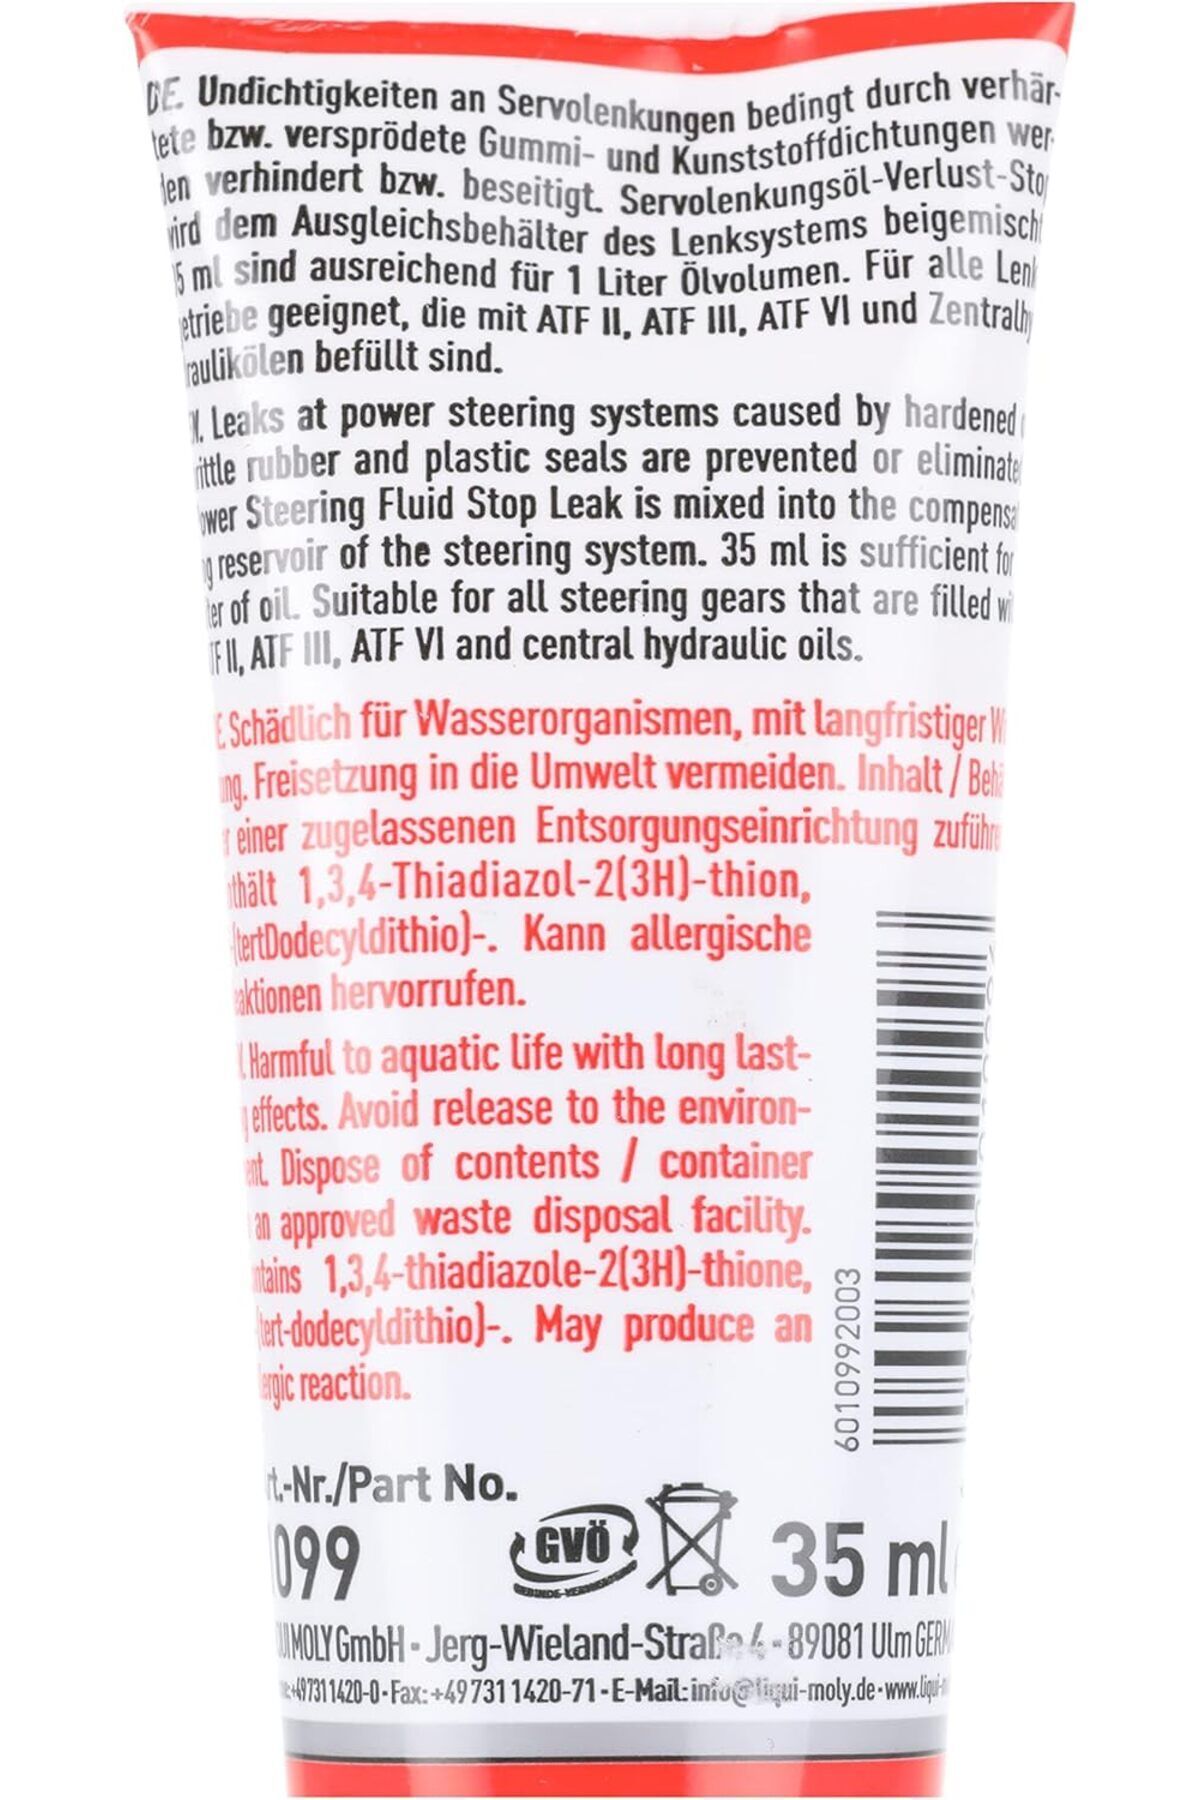 DE. Undichtigkeiten an Servolenkungen bedingt durch verhär-
tete bzw. versprödete Gummi- und Kunststoffdichtungen wer-
den verhindert bzw. beseitigt. Servolenkungsöl-Verlust-Stop
wird dem Ausgleichsbehälter des Lenksystems beigemischt
5 ml sind ausreichend für 1 Liter Ölvolumen. Für alle Lenk
etriebe geeignet, die mit ATF II, ATF III, ATF VI und Zentralhy
raulikölen befüllt sind.
N. Leaks at power steering systems caused by hardened
rittle rubber and plastic seals are prevented or eliminated
ower Steering Fluid Stop Leak is mixed into the compensa
g reservoir of the steering system. 35 ml is sufficient for
ter of oil. Suitable for all steering gears that are filled wi
TF II, ATF III, ATF VI and central hydraulic oils.
E. Schädlich für Wasserorganismen, mit langfristiger Wi
ung. Freisetzung in die Umwelt vermeiden. Inhalt / Behä
r einer zugelassenen Entsorgungseinrichtung zuführe
nthält 1,3,4-Thiadiazol-2(3H)-thion,
-(tertDodecyldithio)-. Kann allergische
eaktionen hervorrufen.
N. Harmful to aquatic life with long last-
g effects. Avoid release to the environ-
ent. Dispose of contents / container
an approved waste disposal facility.
ntains 1,3,4-thiadiazole-2(3H)-thione,
-(tert-dodecyldithio)-. May produce an
lergic reaction.
6010992003
rt.-Nr./Part No.
1099
GVÖ
GEBINDE-VERWERTUNG
35 ml
QUI MOLY GmbH • Jerg-Wieland-Straße 4 • 89081 Ulm GERM
ne: +49 731 1420-0 • Fax: +49 731 1420-71 • E-Mail: info@liqui-moly.de • www.liqui-m